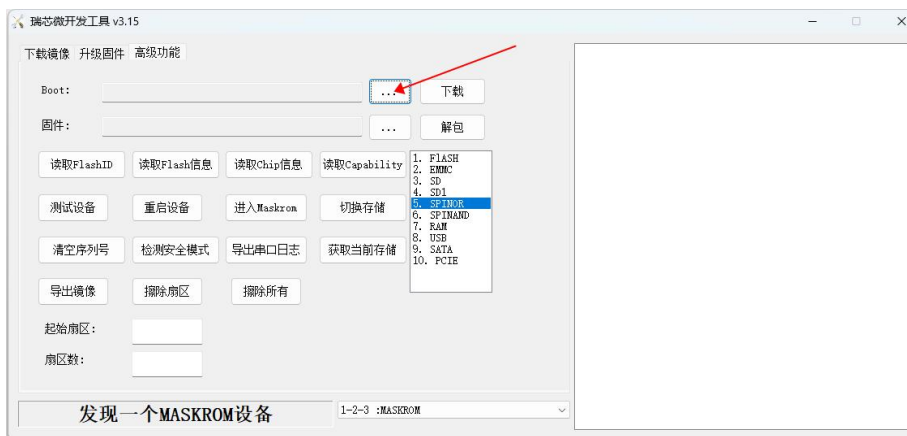 瑞芯微开发工具 v3.15
下载镜像 升级固件 高级功能
Boot: ... 下载
固件: ... 解包
读取FlashID 读取Flash信息 读取Chip信息 读取Capability
测试设备 重启设备 进入Maskrom 切换存储
清空序列号 检测安全模式 导出串口日志 获取当前存储
导出镜像 擦除扇区 擦除所有
1. FlASH
2. EMMC
3. SD
4. SD1
5. SPINOR
6. SPINAND
7. RAM
8. USB
9. SATA
10. PCIE
起始扇区:
扇区数:
发现一个MASKROM设备 1-2-3 :MASKROM